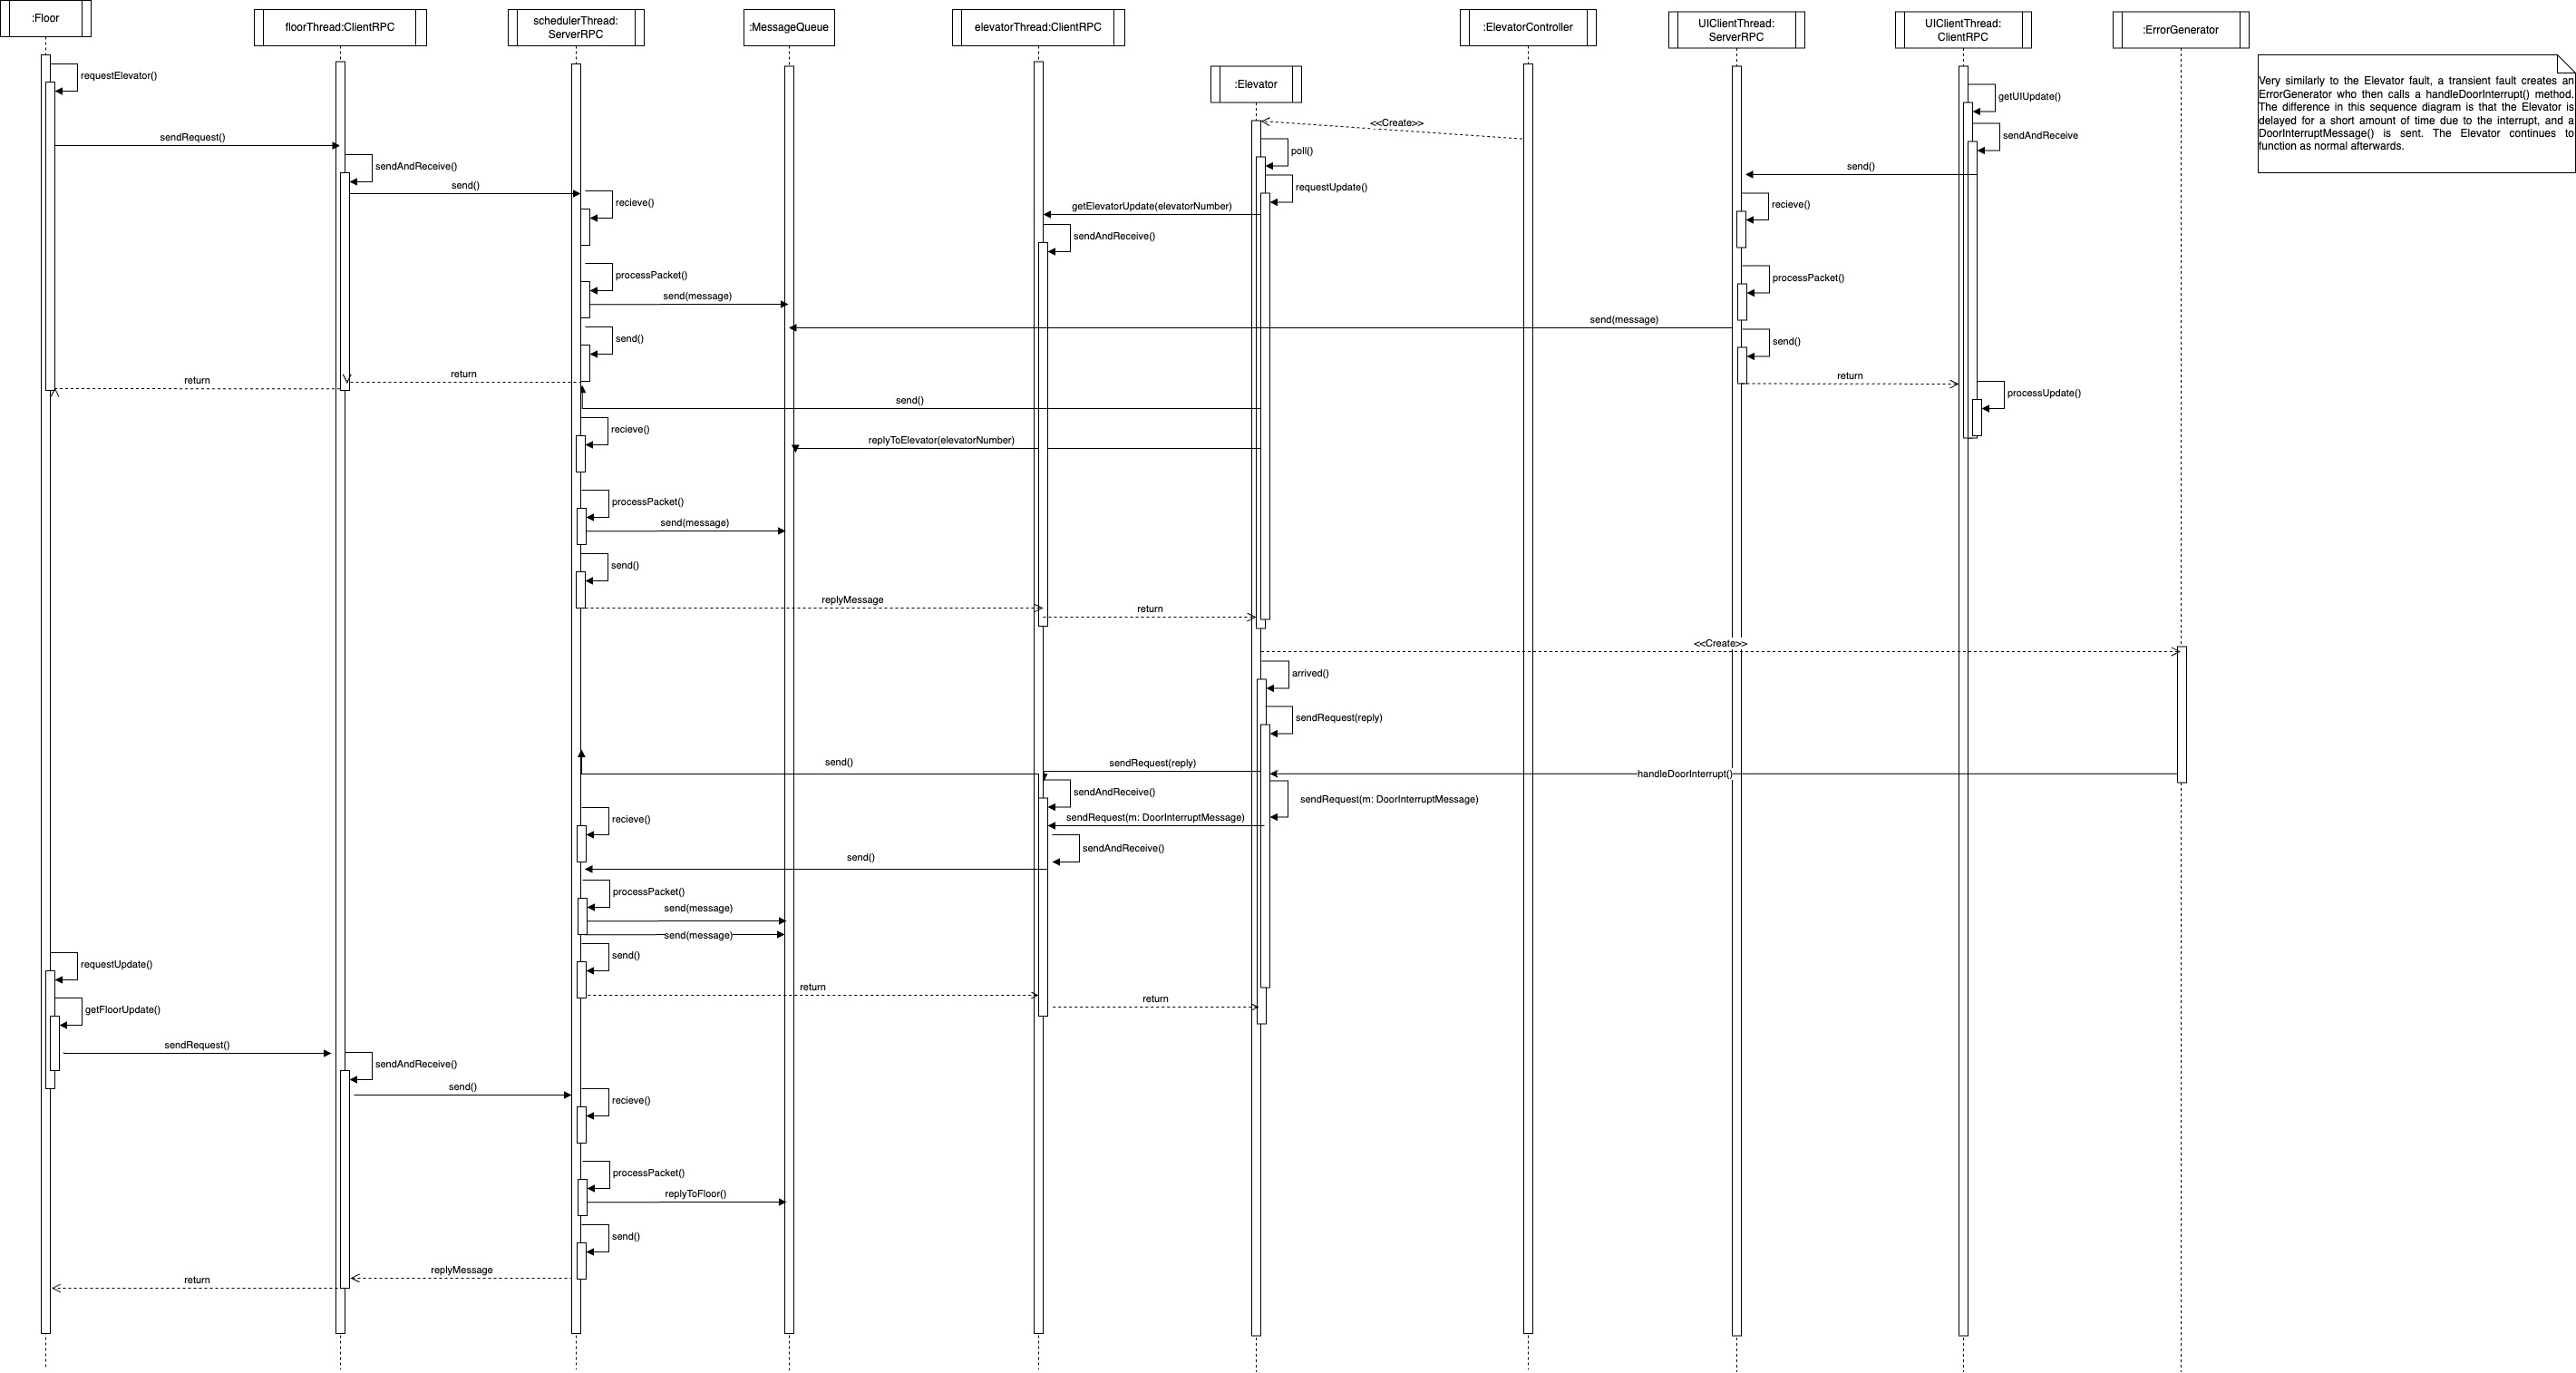 :Floor
floorThread:ClientRPC
schedulerThread:
ServerRPC
:MessageQueue
elevatorThread:ClientRPC
:Elevator
:ElevatorController
UIClientThread:
ServerRPC
UIClientThread:
ClientRPC
:ErrorGenerator
Very similarly to the Elevator fault, a transient fault creates an
ErrorGenerator who then calls a handleDoorInterrupt() method.
The difference in this sequence diagram is that the Elevator is
delayed for a short amount of time due to the interrupt, and a
DoorInterruptMessage() is sent. The Elevator continues to
function as normal afterwards.
requestElevator()
getUIUpdate()
<<Create>>
sendRequest()
sendAndReceive
poll()
sendAndReceive()
send()
send()
requestUpdate()
recieve()
getElevatorUpdate(elevatorNumber)
recieve()
sendAndReceive()
processPacket()
processPacket()
send(message)
send(message)
send()
send()
return
return
return
processUpdate()
send()
recieve()
replyToElevator(elevatorNumber)
processPacket()
send(message)
send()
replyMessage
return
<<Create>>
arrived()
sendRequest(reply)
send()
sendRequest(reply)
handleDoorInterrupt()
sendAndReceive()
sendRequest(m: DoorInterruptMessage)
recieve()
sendRequest(m: DoorInterruptMessage)
sendAndReceive()
send()
processPacket()
send(message)
send(message)
send()
requestUpdate()
return
return
getFloorUpdate()
sendRequest()
sendAndReceive()
send()
recieve()
processPacket()
replyToFloor()
send()
replyMessage
return